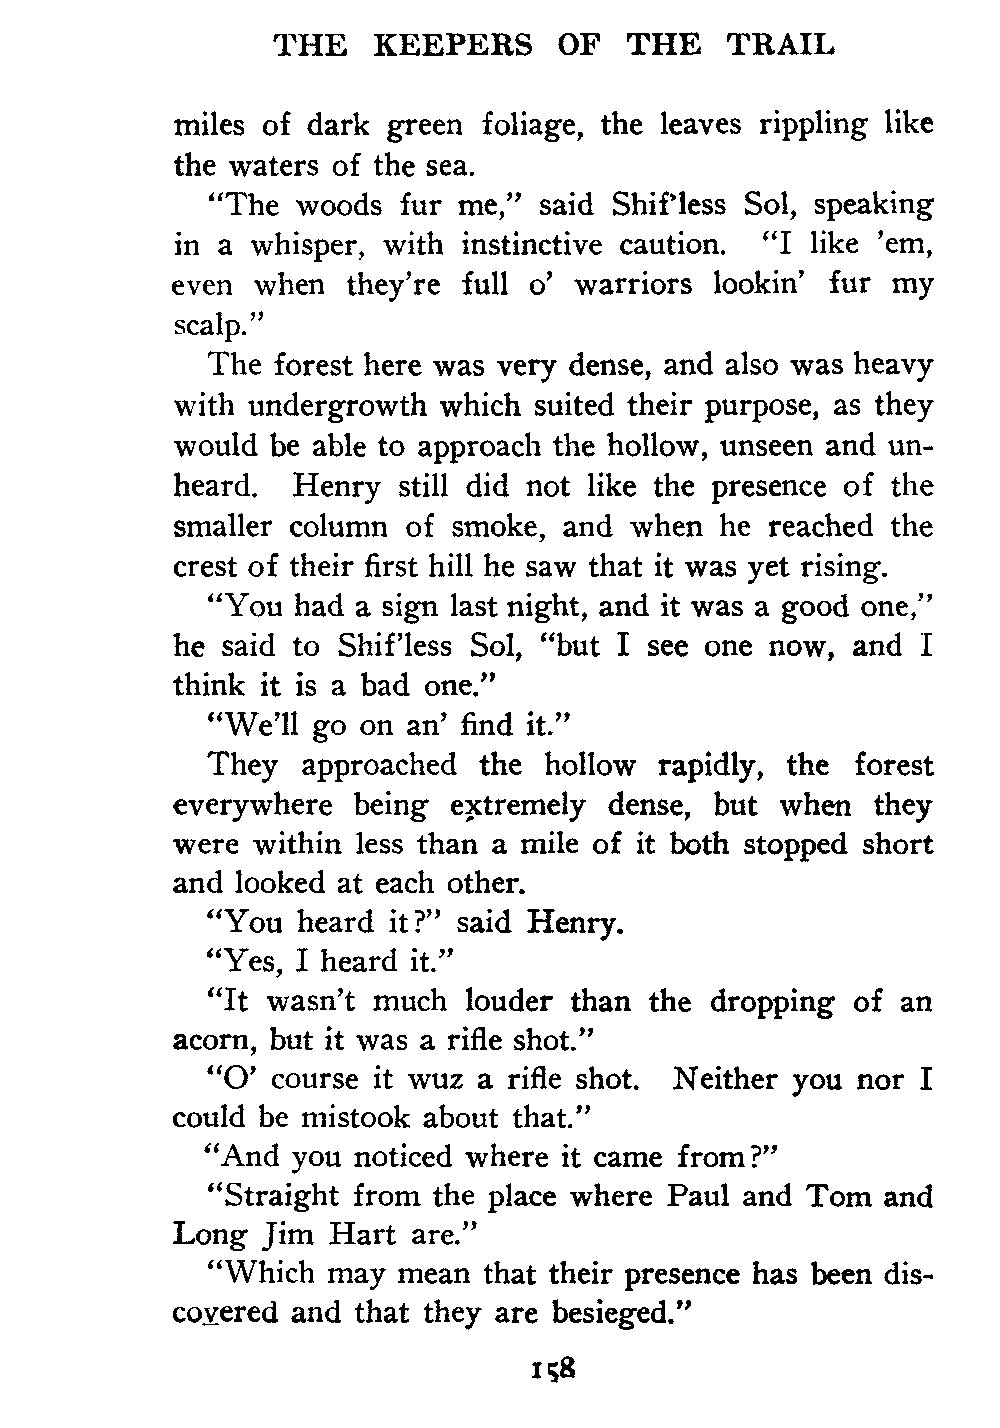 THE KEEPERS OF THE TRAIL
miles of dark green foliage, the leaves rippling like
the waters of the sea.
“The woods fur me,” said Shif’less Sol, speaking
in a whisper, with instinctive caution. “I like ’em,
even when they’re full o’ warriors lookin’ fur my
scalp.”
The forest here was very dense, and also was heavy
with undergrowth which suited their purpose, as they
would be able to approach the hollow, unseen and un-
heard. Henry still did not like the presence of the
smaller column of smoke, and when he reached the
crest of their first hill he saw that it was yet rising.
“You had a sign last night, and it was a good one,”
he said to Shif’less Sol, “but I see one now, and I
think it is a bad one.”
“We’ll go on an’ find it.”
They approached the hollow rapidly, the forest
everywhere being extremely dense, but when they
were within less than a mile of it both stopped short
and looked at each other.
“You heard it?” said Henry.
“Yes, I heard it.”
“It wasn’t much louder than the dropping of an
acorn, but it was a rifle shot.”
“O’ course it wuz a rifle shot. Neither you nor I
could be mistook about that.”
“And you noticed where it came from?”
“Straight from the place where Paul and Tom and
Long Jim Hart are.”
“Which may mean that their presence has been dis-
covered and that they are besieged.”
158